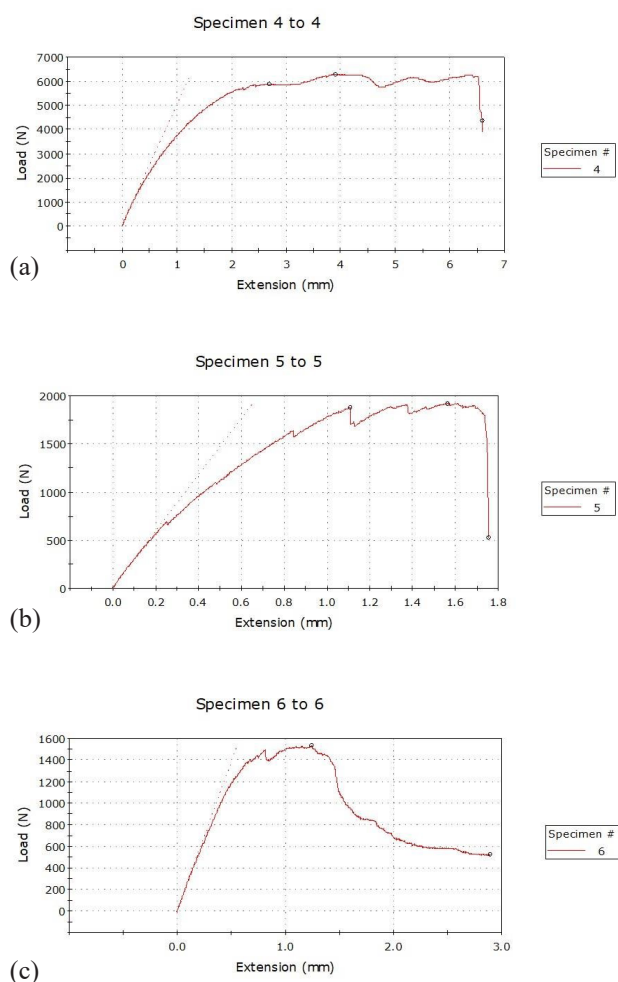 Specimen 4 to 4
7000
6000
5000
4000
3000
2000
1000
0
Load (N)
0 1 2 3 4 5 6 7
Extension (mm)
Specimen #
4
(a)
Specimen 5 to 5
2000
1500
1000
500
0
Load (N)
0.0 0.2 0.4 0.6 0.8 1.0 1.2 1.4 1.6 1.8
Extension (mm)
Specimen #
5
(b)
Specimen 6 to 6
1600
1400
1200
1000
800
600
400
200
0
Load (N)
0.0 1.0 2.0 3.0
Extension (mm)
Specimen #
6
(c)